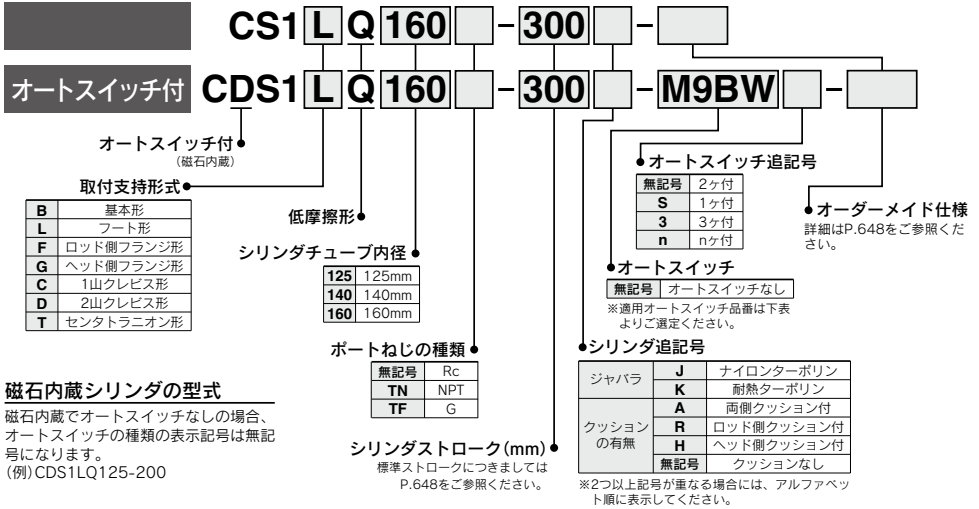 CS1 L Q 160 - 300 -
オートスイッチ付 CDS1 L Q 160 - 300 - M9BW -
オートスイッチ付
(磁石内蔵)
取付支持形式
B 基本形
L フート形
F ロッド側フランジ形
G ヘッド側フランジ形
C 1山クレビス形
D 2山クレビス形
T センタトラニオン形
低摩擦形
シリンダチューブ内径
125 125mm
140 140mm
160 160mm
ポートねじの種類
無記号 Rc
TN NPT
TF G
シリンダストローク(mm)
標準ストロークにつきましては
P.648をご参照ください。
オートスイッチ追記号
無記号 2ヶ付
S 1ヶ付
3 3ヶ付
n nヶ付
オートスイッチ
無記号 オートスイッチなし
※適用オートスイッチ品番は下表
よりご選定ください。
シリンダ追記号
ジャバラ J ナイロンターポリン
K 耐熱ターポリン
クッション
の有無
A 両側クッション付
R ロッド側クッション付
H ヘッド側クッション付
無記号 クッションなし
※2つ以上記号が重なる場合には、アルファベッ
ト順に表示してください。
オーダーメイド仕様
詳細はP.648をご参照くだ
さい。
磁石内蔵シリンダの型式
磁石内蔵でオートスイッチなしの場合、
オートスイッチの種類の表示記号は無記
号になります。
(例)CDS1LQ125-200